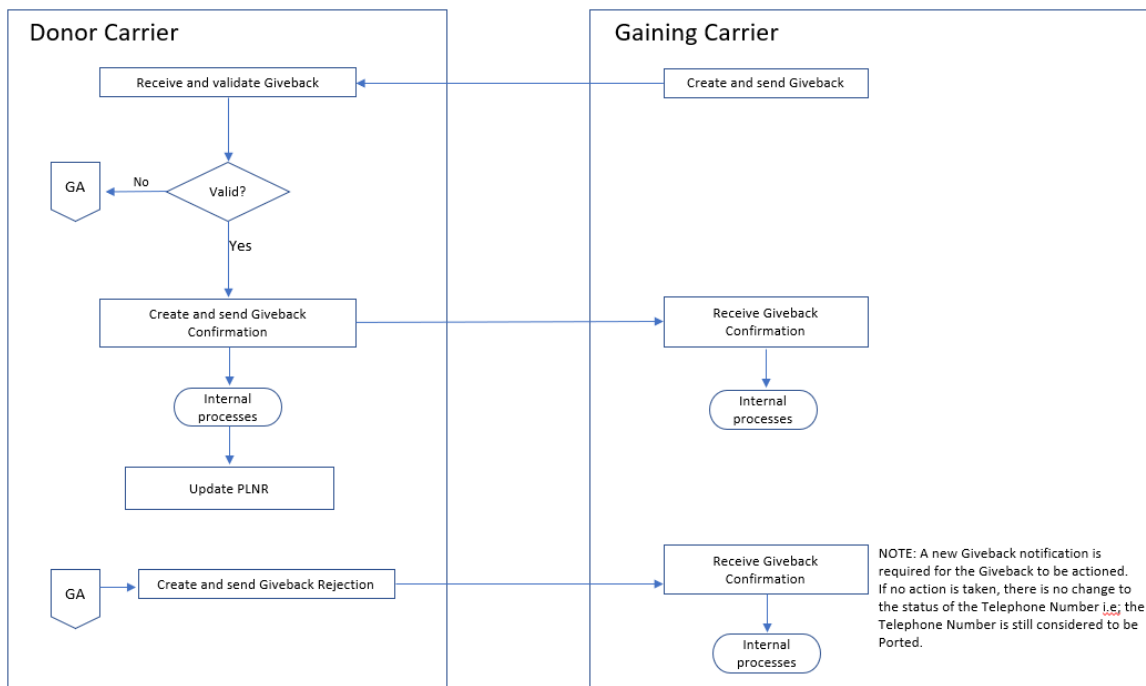 Donor Carrier
Gaining Carrier
Receive and validate Giveback
Create and send Giveback
GA
No
Valid?
Yes
Create and send Giveback
Confirmation
Receive Giveback
Confirmation
Internal
processes
Internal
processes
Update PLNR
GA
Create and send Giveback Rejection
Receive Giveback
Confirmation
NOTE: A new Giveback notification is
required for the Giveback to be actioned.
If no action is taken, there is no change to
the status of the Telephone Number i.e; the
Telephone Number is still considered to be
Ported.
Internal
processes